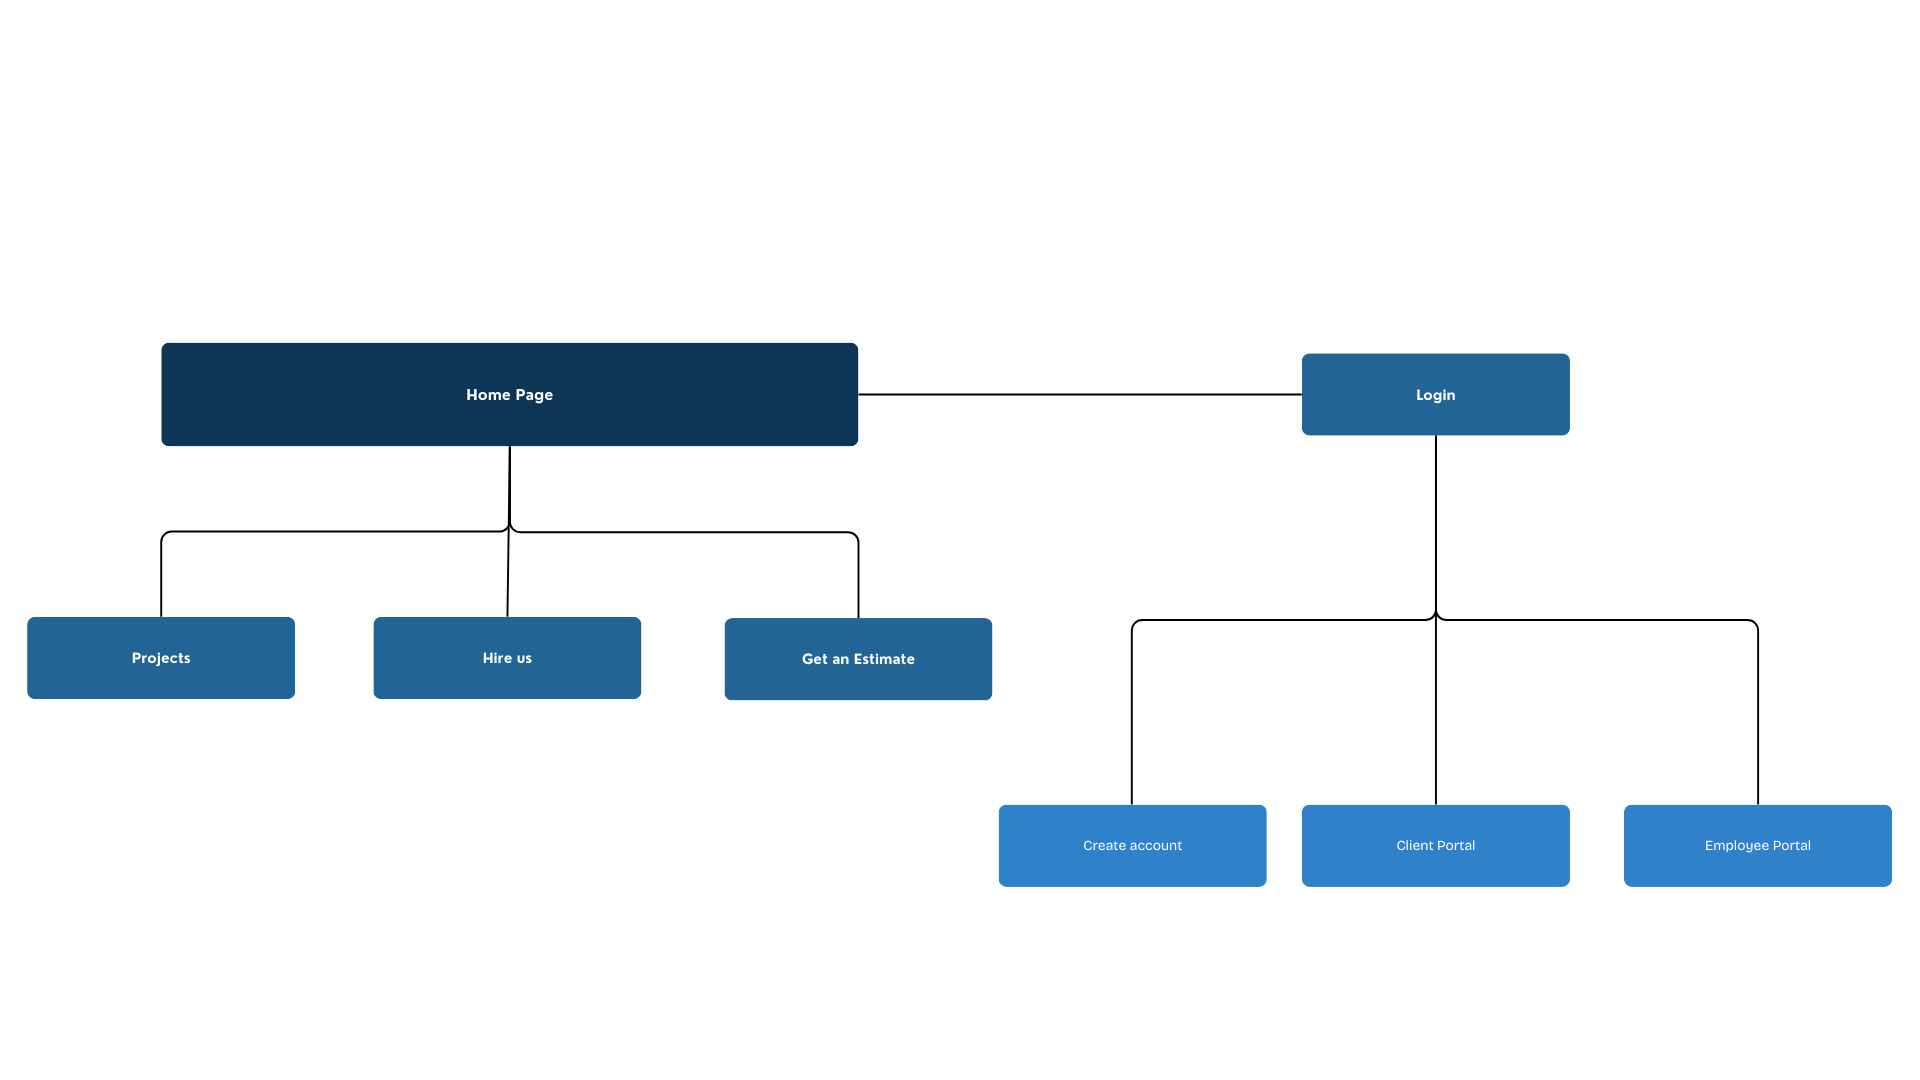 Home Page
Login
Projects
Hire us
Get an Estimate
Create account
Client Portal
Employee Portal